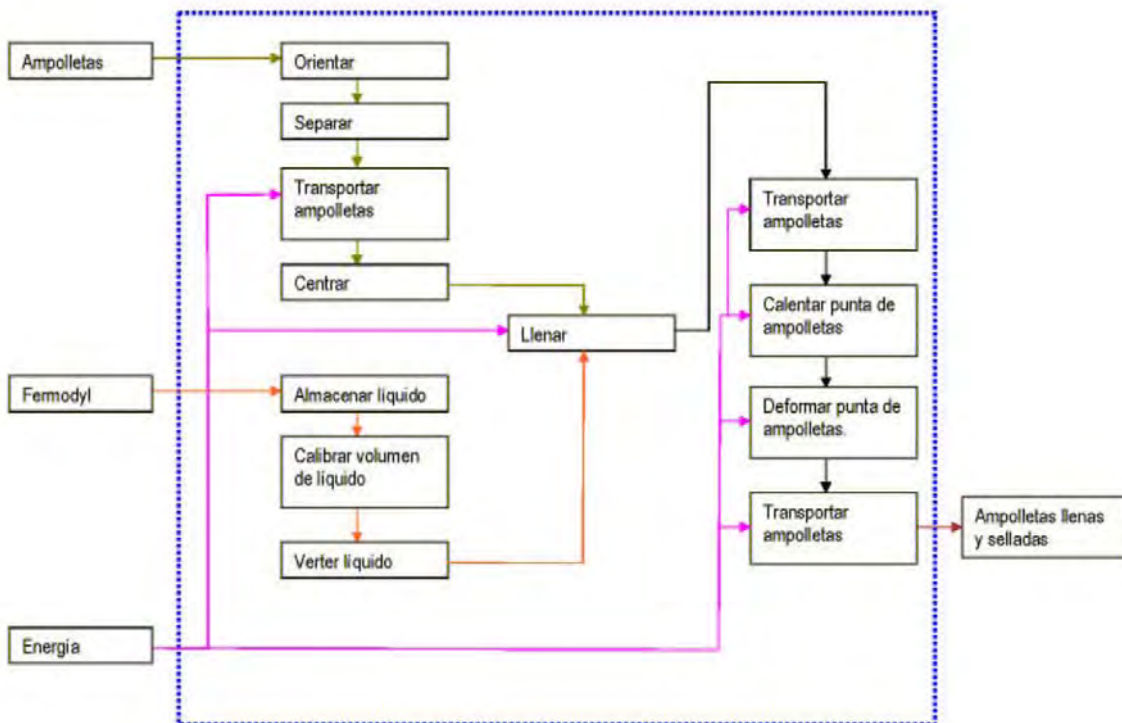 Ampolletas
Orientar
Separar
Transportar
ampolletas
Centrar
Llenar
Fermodyl
Almacenar líquido
Calibrar volumen
de líquido
Verter líquido
Energía
Transportar
ampolletas
Calentar punta de
ampolletas
Deformar punta de
ampolletas.
Transportar
ampolletas
Ampolletas llenas
y selladas